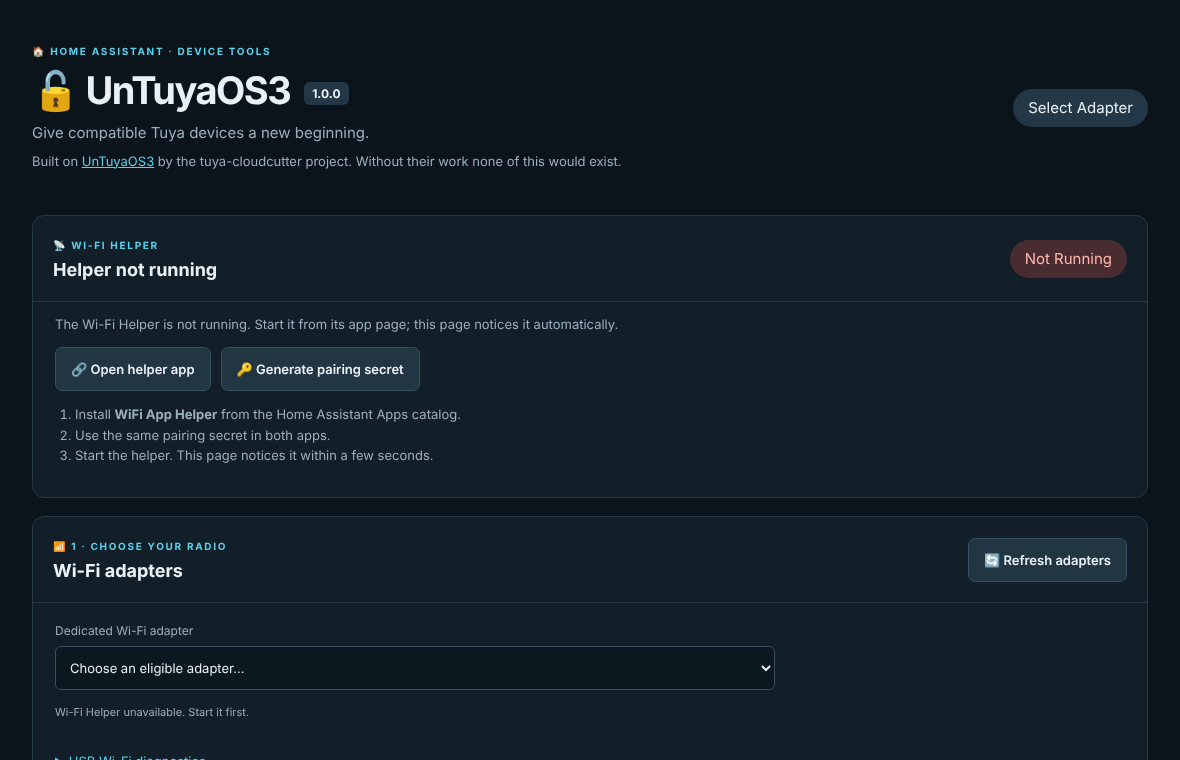 HOME ASSISTANT · DEVICE TOOLS
UnTuyaOS3 1.0.0
Select Adapter
Give compatible Tuya devices a new beginning.
Built on UnTuyaOS3 by the tuya-cloudcutter project. Without their work none of this would exist.
WI-FI HELPER
Helper not running
Not Running
The Wi-Fi Helper is not running. Start it from its app page; this page notices it automatically.
Open helper app
Generate pairing secret
1. Install WiFi App Helper from the Home Assistant Apps catalog.
2. Use the same pairing secret in both apps.
3. Start the helper. This page notices it within a few seconds.
1 · CHOOSE YOUR RADIO
Wi-Fi adapters
Refresh adapters
Dedicated Wi-Fi adapter
Choose an eligible adapter...
Wi-Fi Helper unavailable. Start it first.
USB Wi-Fi diagnostics